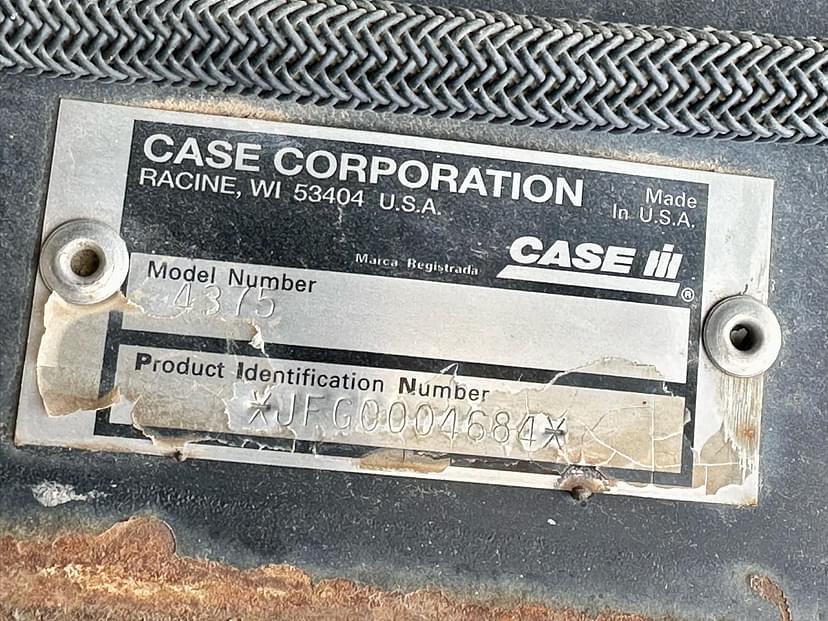 CASE CORPORATION
RACINE, WI 53404 U.S.A.
Made
In U.S.A.
Marca Registrada
CASE IH ®
Model Number
4375
Product Identification Number
*JFG0004684*